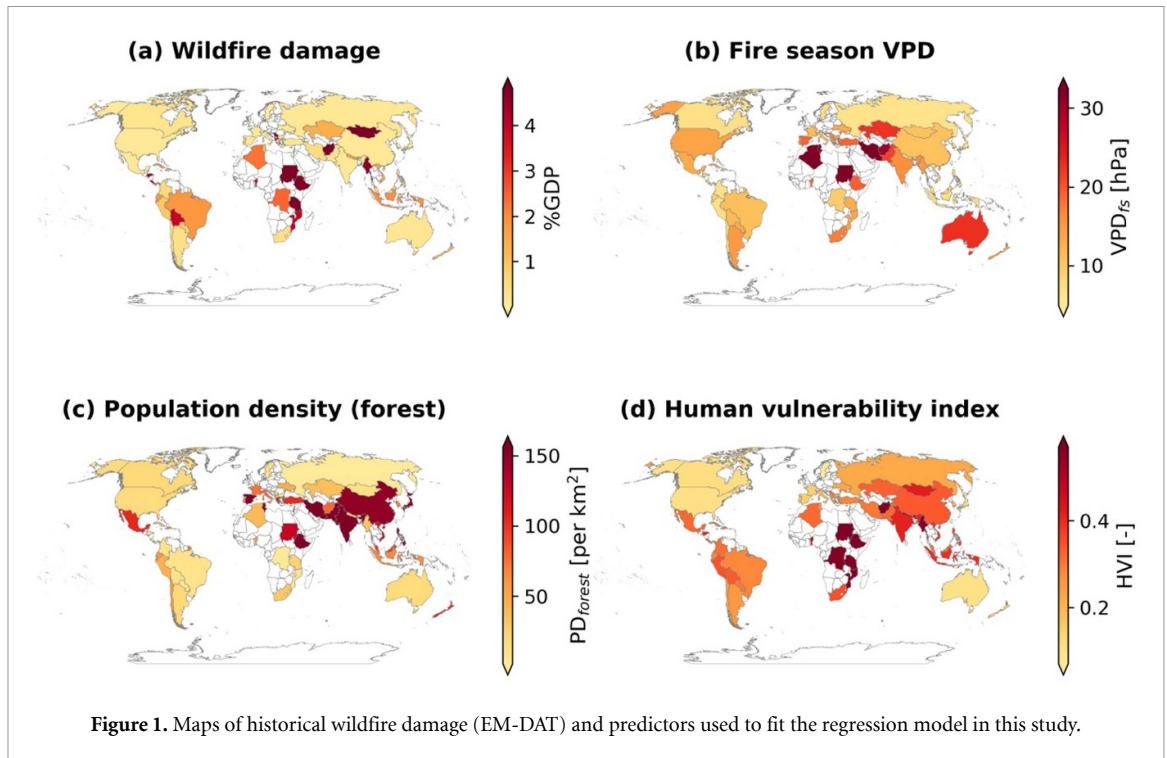 (a) Wildfire damage
4
3
2
1
%GDP
(b) Fire season VPD
30
20
10
VPD_fs [hPa]
(c) Population density (forest)
150
100
50
PD_forest [per km²]
(d) Human vulnerability index
0.4
0.2
HVI [-]
Figure 1. Maps of historical wildfire damage (EM-DAT) and predictors used to fit the regression model in this study.